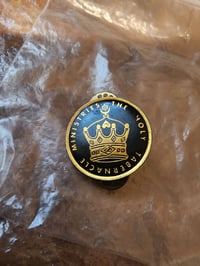 THE HOLY TABERNACLE MINISTRIES